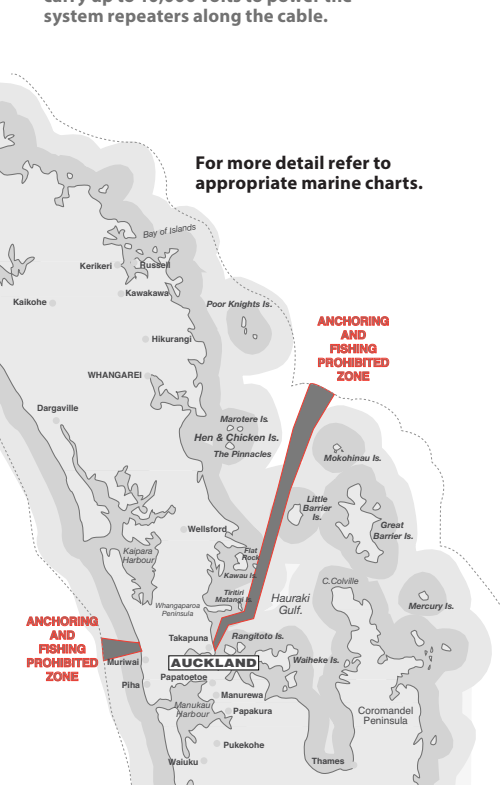 system repeaters along the cable.
For more detail refer to
appropriate marine charts.
Bay of Islands
Kerikeri
Russell
Kaikohe
Kawakawa
Poor Knights Is.
ANCHORING
AND
FISHING
PROHIBITED
ZONE
Hikurangi
WHANGAREI
Dargaville
Marotere Is.
Hen & Chicken Is.
The Pinnacles
Mokohinau Is.
Little
Barrier
Is.
Great
Barrier Is.
Wellsford
Kaipara
Harbour
Flat
Rock
Kawau Is.
C.Colville
Tiritiri
Matangi Is.
Hauraki
Gulf.
Whangaparoa
Peninsula
Mercury Is.
ANCHORING
AND
FISHING
PROHIBITED
ZONE
Takapuna
Rangitoto Is.
Muriwai
AUCKLAND
Waiheke Is.
Papatoetoe
Piha
Manurewa
Manukau
Harbour
Papakura
Coromandel
Peninsula
Pukekohe
Waiuku
Thames